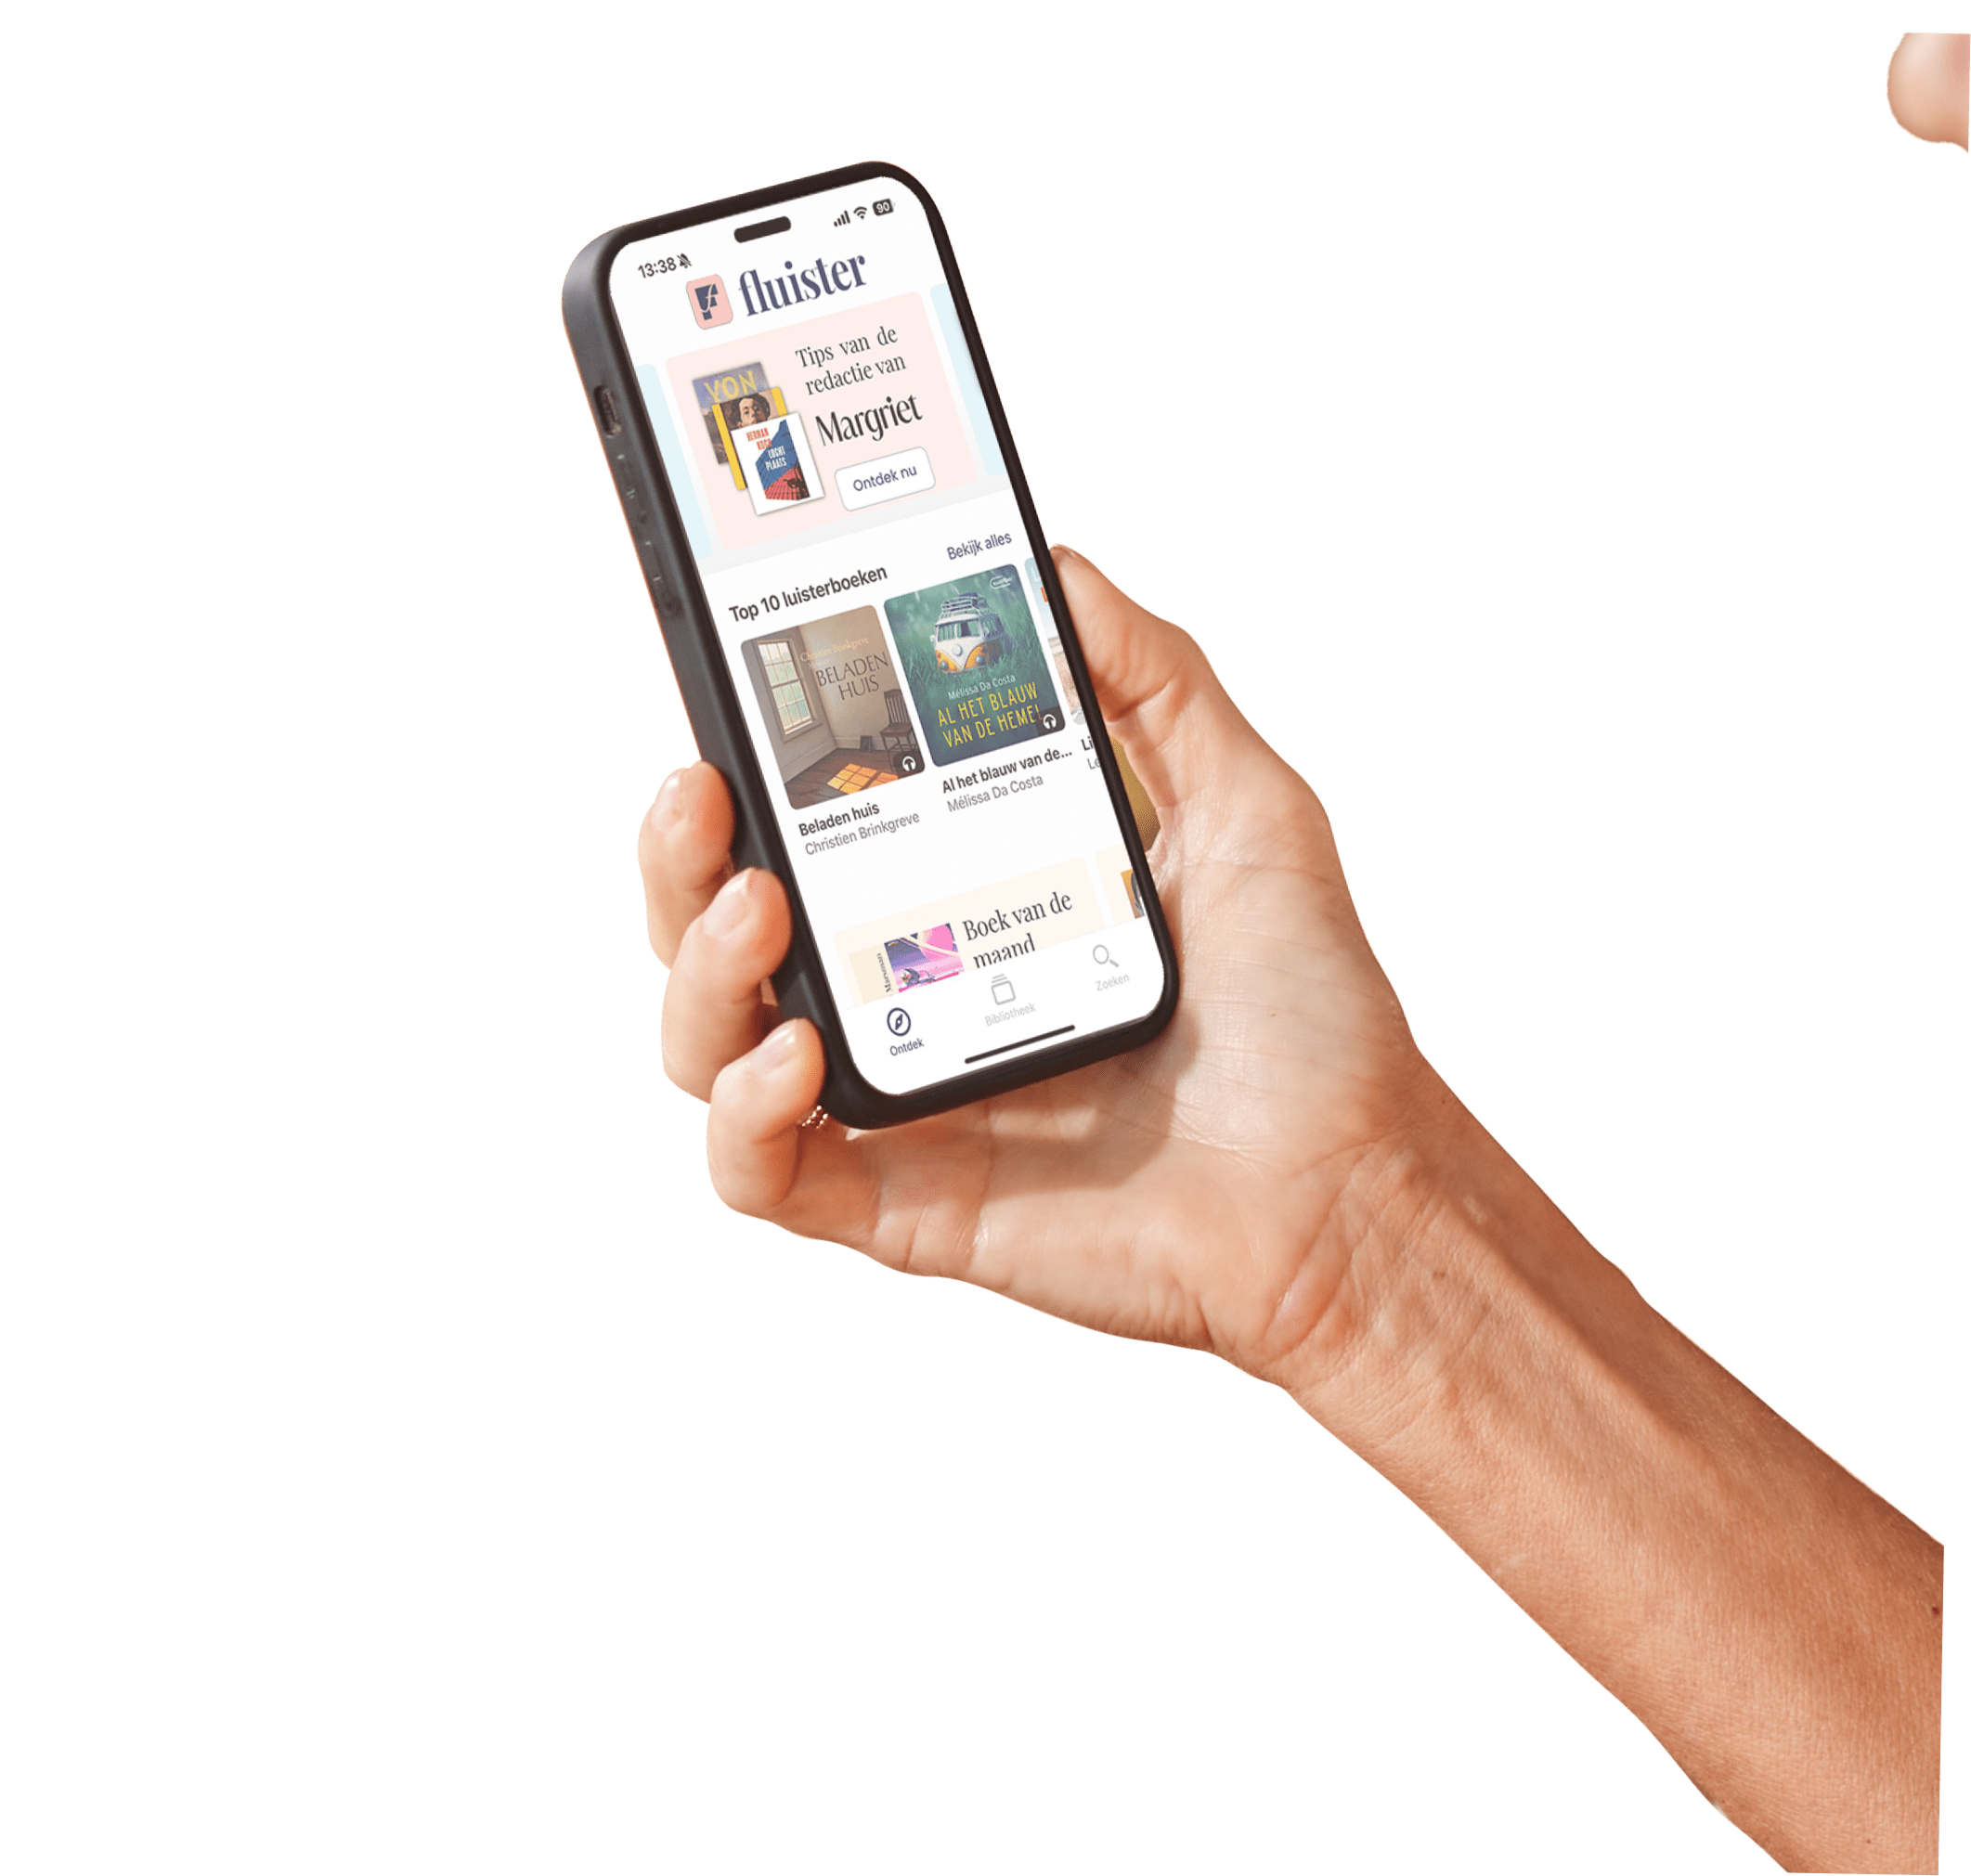 13:38
90
fluister
Tips van de
redactie van
Margriet
Ontdek nu
YON
HERMAN
KOCH
LUCHT
PLAATS
Top 10 luisterboeken
Bekijk alles
Christien Brinkgreve
BELADEN
HUIS
Mélissa Da Costa
AL HET BLAUW
VAN DE HEMEL
Beladen huis
Christien Brinkgreve
Al het blauw van de...
Mélissa Da Costa
Li
Le
Boek van de
maand
Ontdek
Bibliotheek
Zoeken